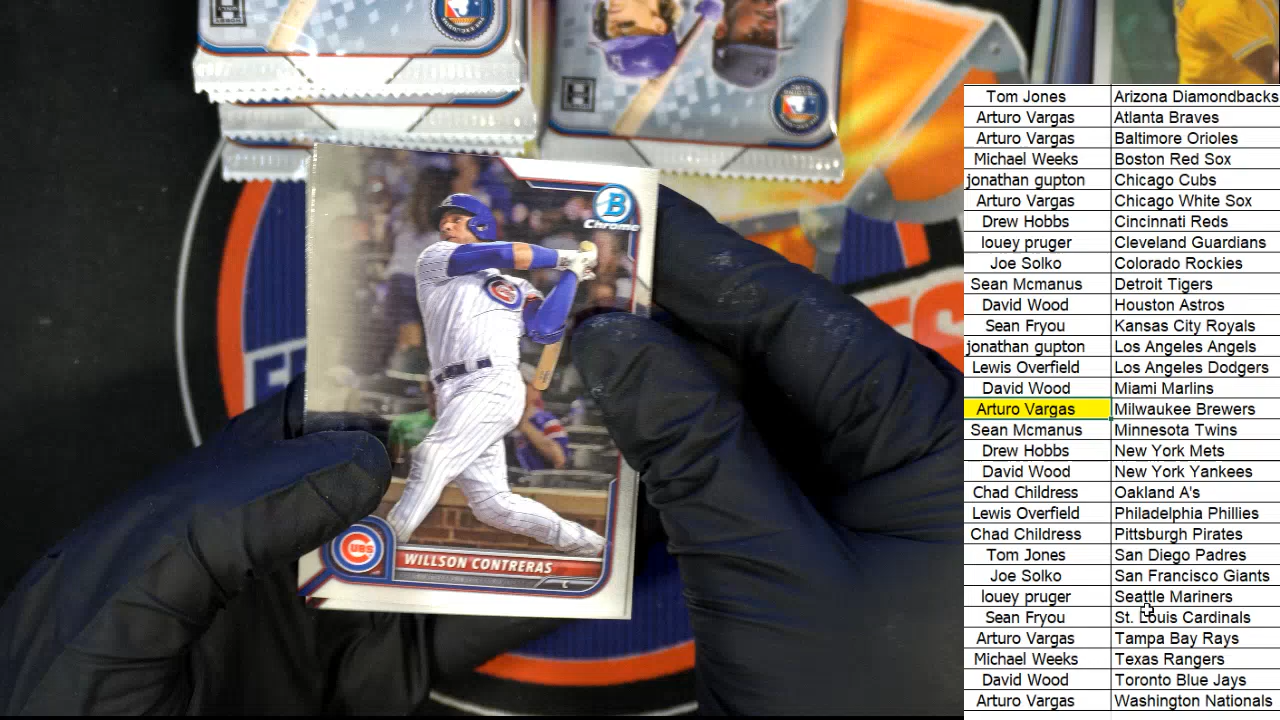 B
Chrome
C
CUBS
WILLSON CONTRERAS
C
Tom Jones Arizona Diamondbacks
Arturo Vargas Atlanta Braves
Arturo Vargas Baltimore Orioles
Michael Weeks Boston Red Sox
jonathan gupton Chicago Cubs
Arturo Vargas Chicago White Sox
Drew Hobbs Cincinnati Reds
louey pruger Cleveland Guardians
Joe Solko Colorado Rockies
Sean Mcmanus Detroit Tigers
David Wood Houston Astros
Sean Fryou Kansas City Royals
jonathan gupton Los Angeles Angels
Lewis Overfield Los Angeles Dodgers
David Wood Miami Marlins
Arturo Vargas Milwaukee Brewers
Sean Mcmanus Minnesota Twins
Drew Hobbs New York Mets
David Wood New York Yankees
Chad Childress Oakland A's
Lewis Overfield Philadelphia Phillies
Chad Childress Pittsburgh Pirates
Tom Jones San Diego Padres
Joe Solko San Francisco Giants
louey pruger Seattle Mariners
Sean Fryou St. Louis Cardinals
Arturo Vargas Tampa Bay Rays
Michael Weeks Texas Rangers
David Wood Toronto Blue Jays
Arturo Vargas Washington Nationals